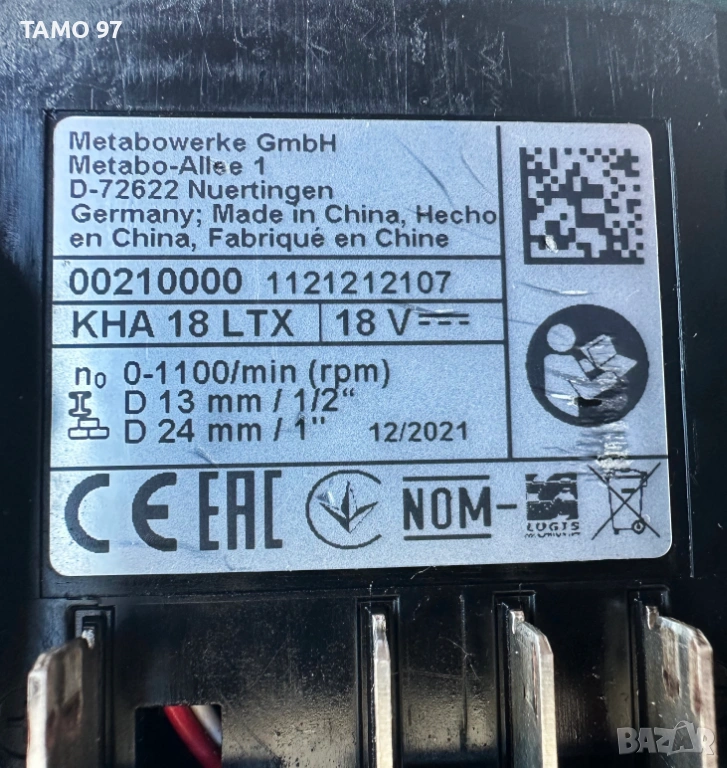 TAMO 97
Metabowerke GmbH
Metabo-Allee 1
D-72622 Nuertingen
Germany; Made in China, Hecho
en China, Fabriqué en Chine
00210000 1121212107
KHA 18 LTX 18 V
n₀ 0-1100/min (rpm)
D 13 mm / 1/2“
D 24 mm / 1" 12/2021
CE EAC NOM-
BAZAR